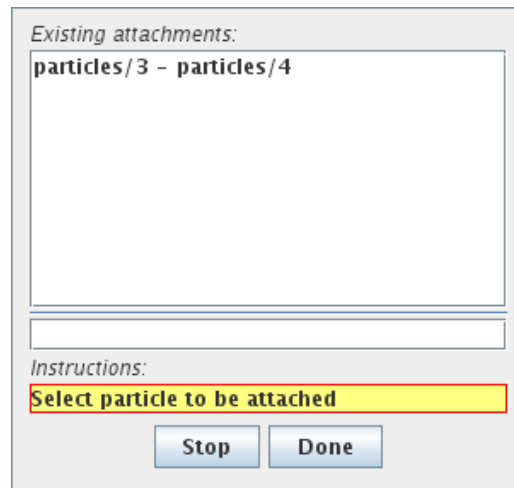 Existing attachments:
particles/3 – particles/4
Instructions:
Select particle to be attached
Stop Done